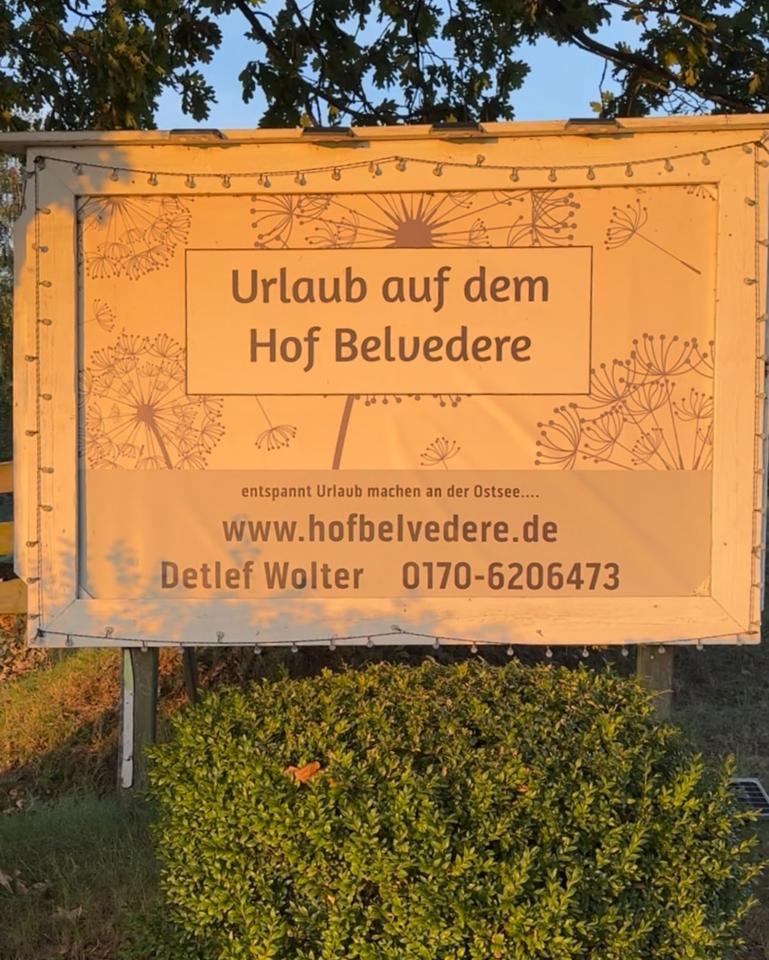 Urlaub auf dem
Hof Belvedere
entspannt Urlaub machen an der Ostsee....
www.hofbelvedere.de
Detlef Wolter 0170-6206473